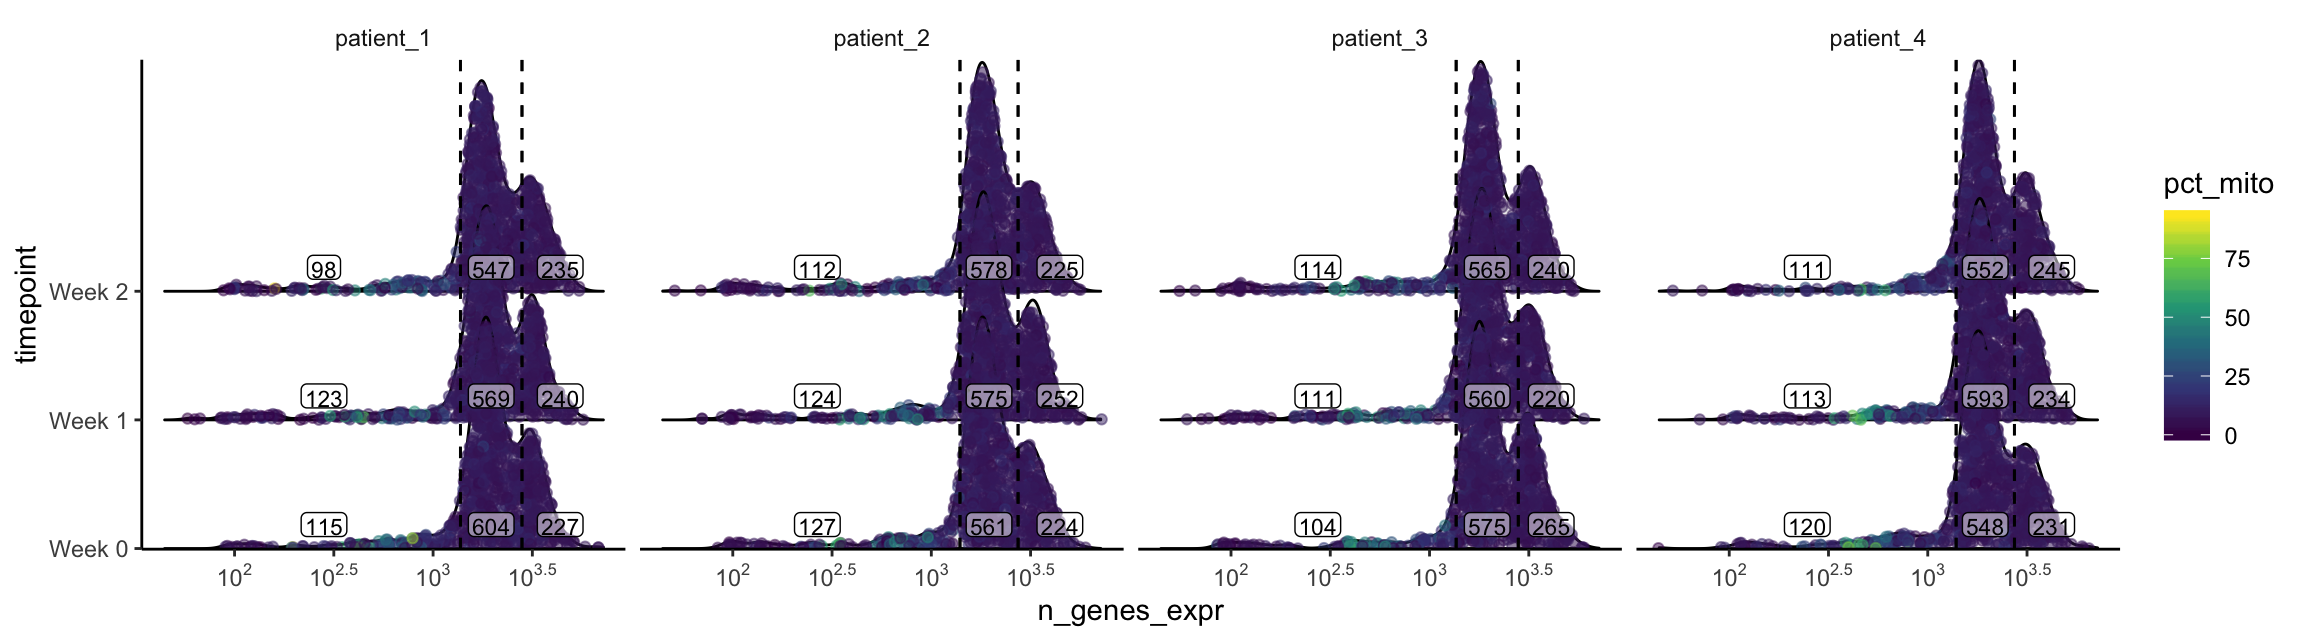 patient_1 patient_2 patient_3 patient_4
timepoint
Week 2 98 547 235 112 578 225 114 565 240 111 552 245
Week 1 123 569 240 124 575 252 111 560 220 113 593 234
Week 0 115 604 227 127 561 224 104 575 265 120 548 231
10^2 10^2.5 10^3 10^3.5 10^2 10^2.5 10^3 10^3.5 10^2 10^2.5 10^3 10^3.5 10^2 10^2.5 10^3 10^3.5
n_genes_expr
pct_mito
75
50
25
0